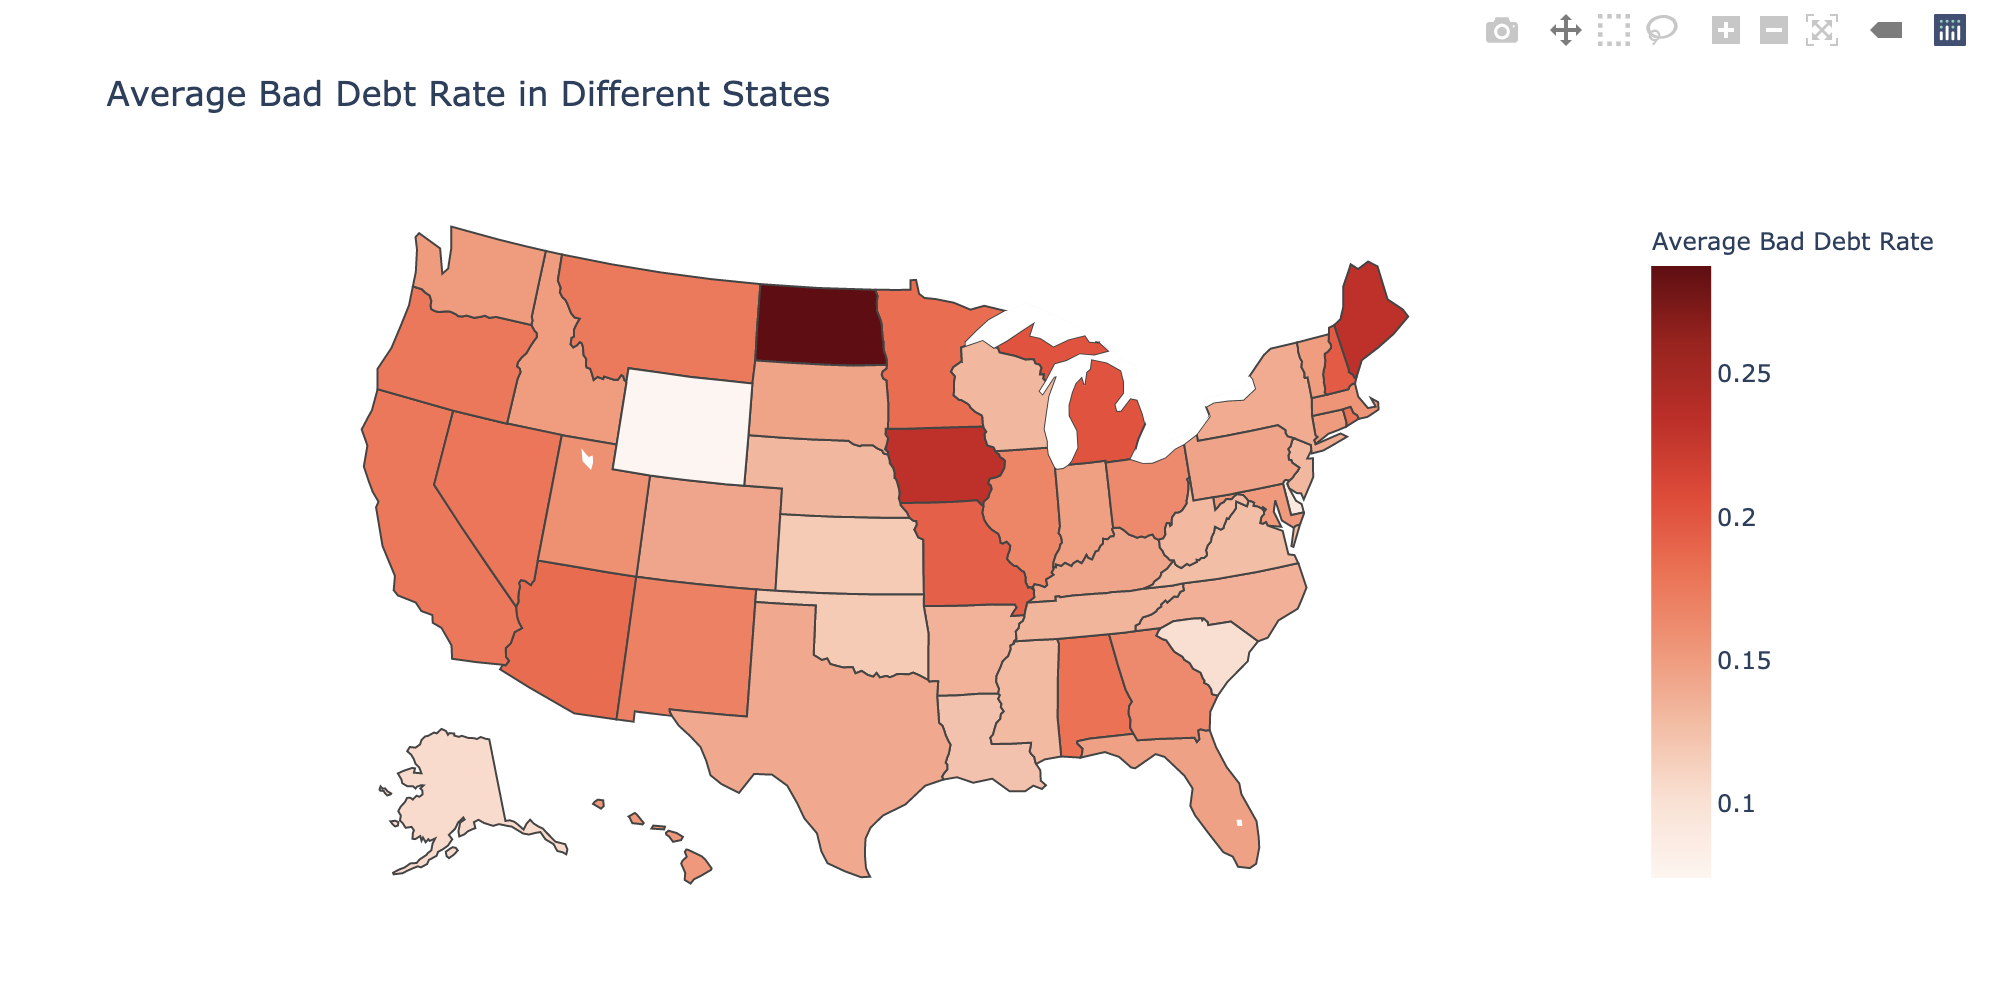 Average Bad Debt Rate in Different States
Average Bad Debt Rate
0.25
0.2
0.15
0.1